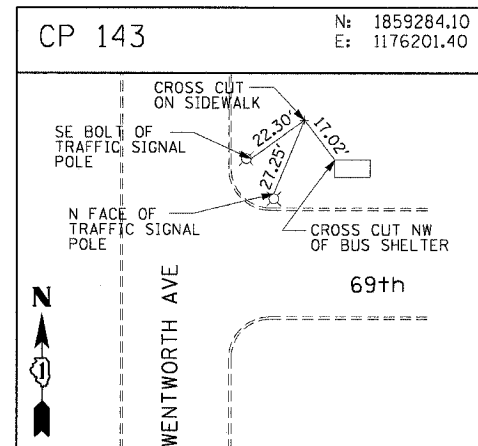 CP 143
N: 1859284.10
E: 1176201.40
CROSS CUT
ON SIDEWALK
22.30'
17.02'
27.25'
SE BOLT OF
TRAFFIC SIGNAL
POLE
N FACE OF
TRAFFIC SIGNAL
POLE
CROSS CUT NW
OF BUS SHELTER
69th
WENTWORTH AVE
N
1